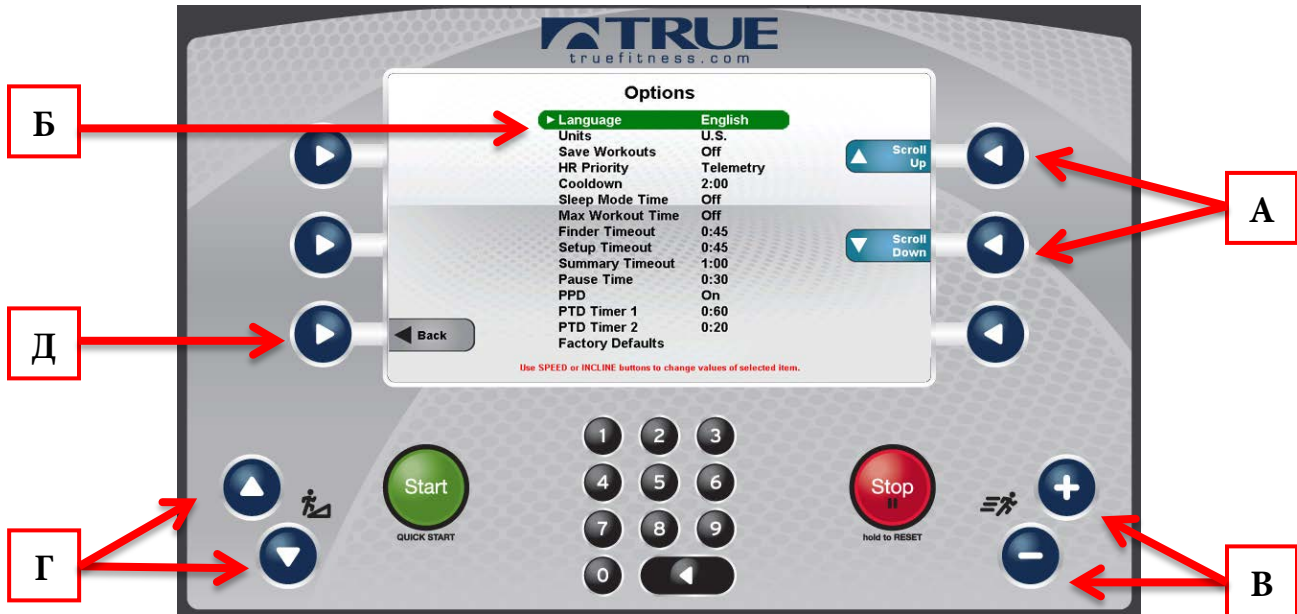 TRUE
truefitness.com
Options
Language English
Units U.S.
Save Workouts Off
HR Priority Telemetry
Cooldown 2:00
Sleep Mode Time Off
Max Workout Time Off
Finder Timeout 0:45
Setup Timeout 0:45
Summary Timeout 1:00
Pause Time 0:30
PPD On
PTD Timer 1 0:60
PTD Timer 2 0:20
Factory Defaults
Use SPEED or INCLINE buttons to change values of selected item.
Scroll
Up
Scroll
Down
Back
Б
А
Д
Г
В
Start
QUICK START
1 2 3
4 5 6
7 8 9
0
Stop
hold to RESET